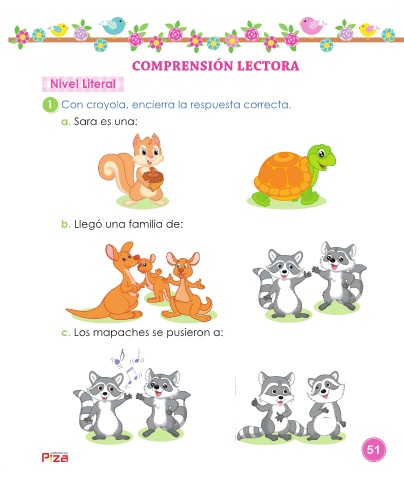 COMPRENSIÓN LECTORA
Nivel Literal
1 Con crayola, encierra la respuesta correcta.
a. Sara es una:
b. Llegó una familia de:
c. Los mapaches se pusieron a:
51